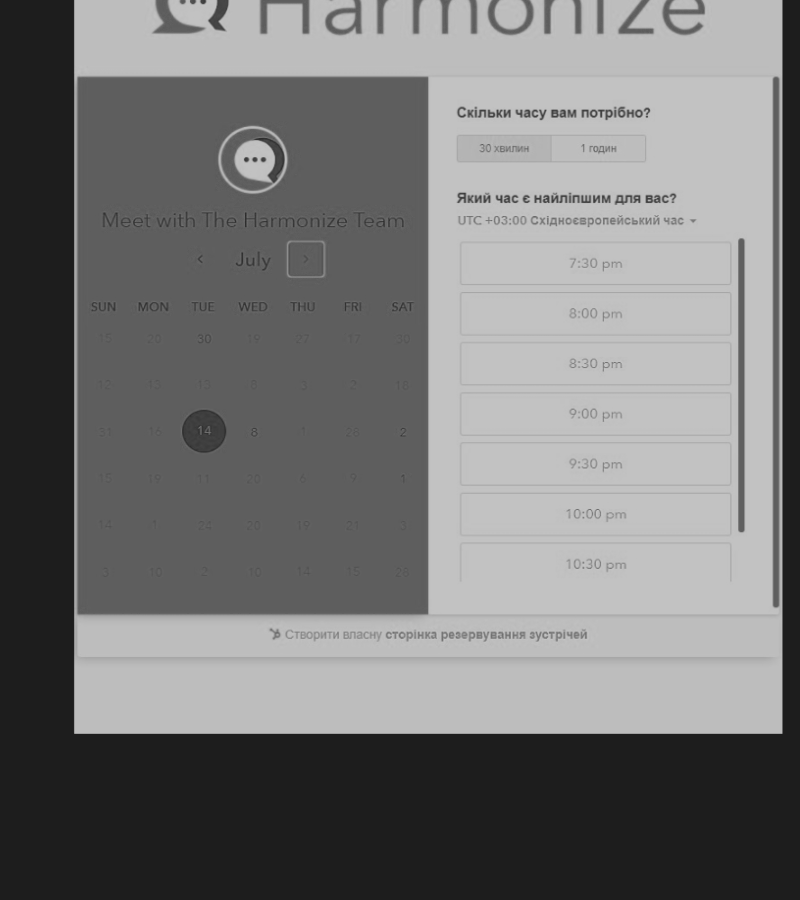 Harmonize
Meet with The Harmonize Team
July
SUN MON TUE WED THU FRI SAT
15 20 30 19 27 17 30
12 13 13 8 3 2 18
31 16 14 8 1 28 2
15 19 11 20 6 9 1
14 1 24 20 19 21 3
3 10 2 10 14 15 28
Скільки часу вам потрібно?
30 хвилин 1 годин
Який час є найліпшим для вас?
UTC +03:00 Східноєвропейський час
7:30 pm
8:00 pm
8:30 pm
9:00 pm
9:30 pm
10:00 pm
10:30 pm
Створити власну сторінка резервування зустрічей